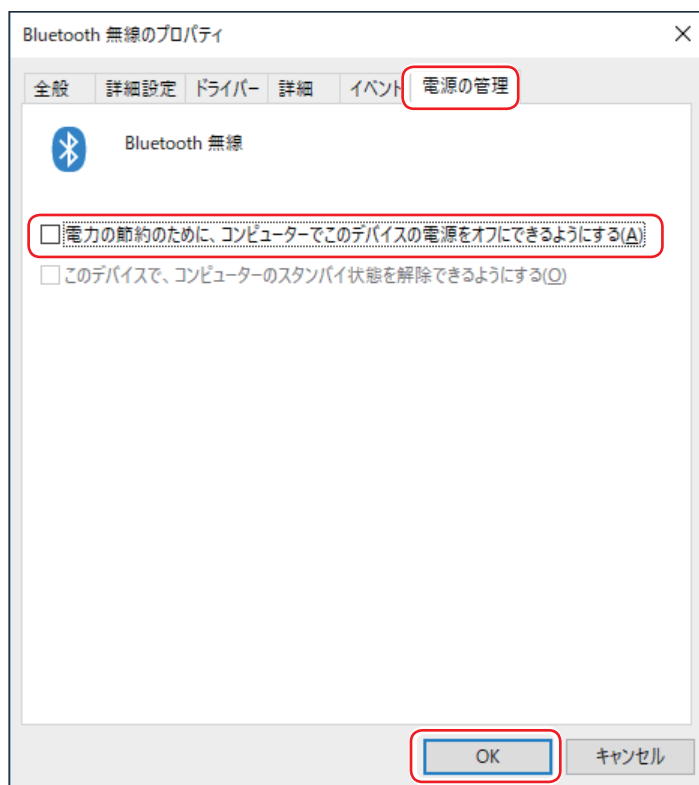 Bluetooth 無線のプロパティ
全般 詳細設定 ドライバー 詳細 イベント 電源の管理
Bluetooth 無線
電力の節約のために、コンピューターでこのデバイスの電源をオフにできるようにする(A)
このデバイスで、コンピューターのスタンバイ状態を解除できるようにする(O)
OK キャンセル